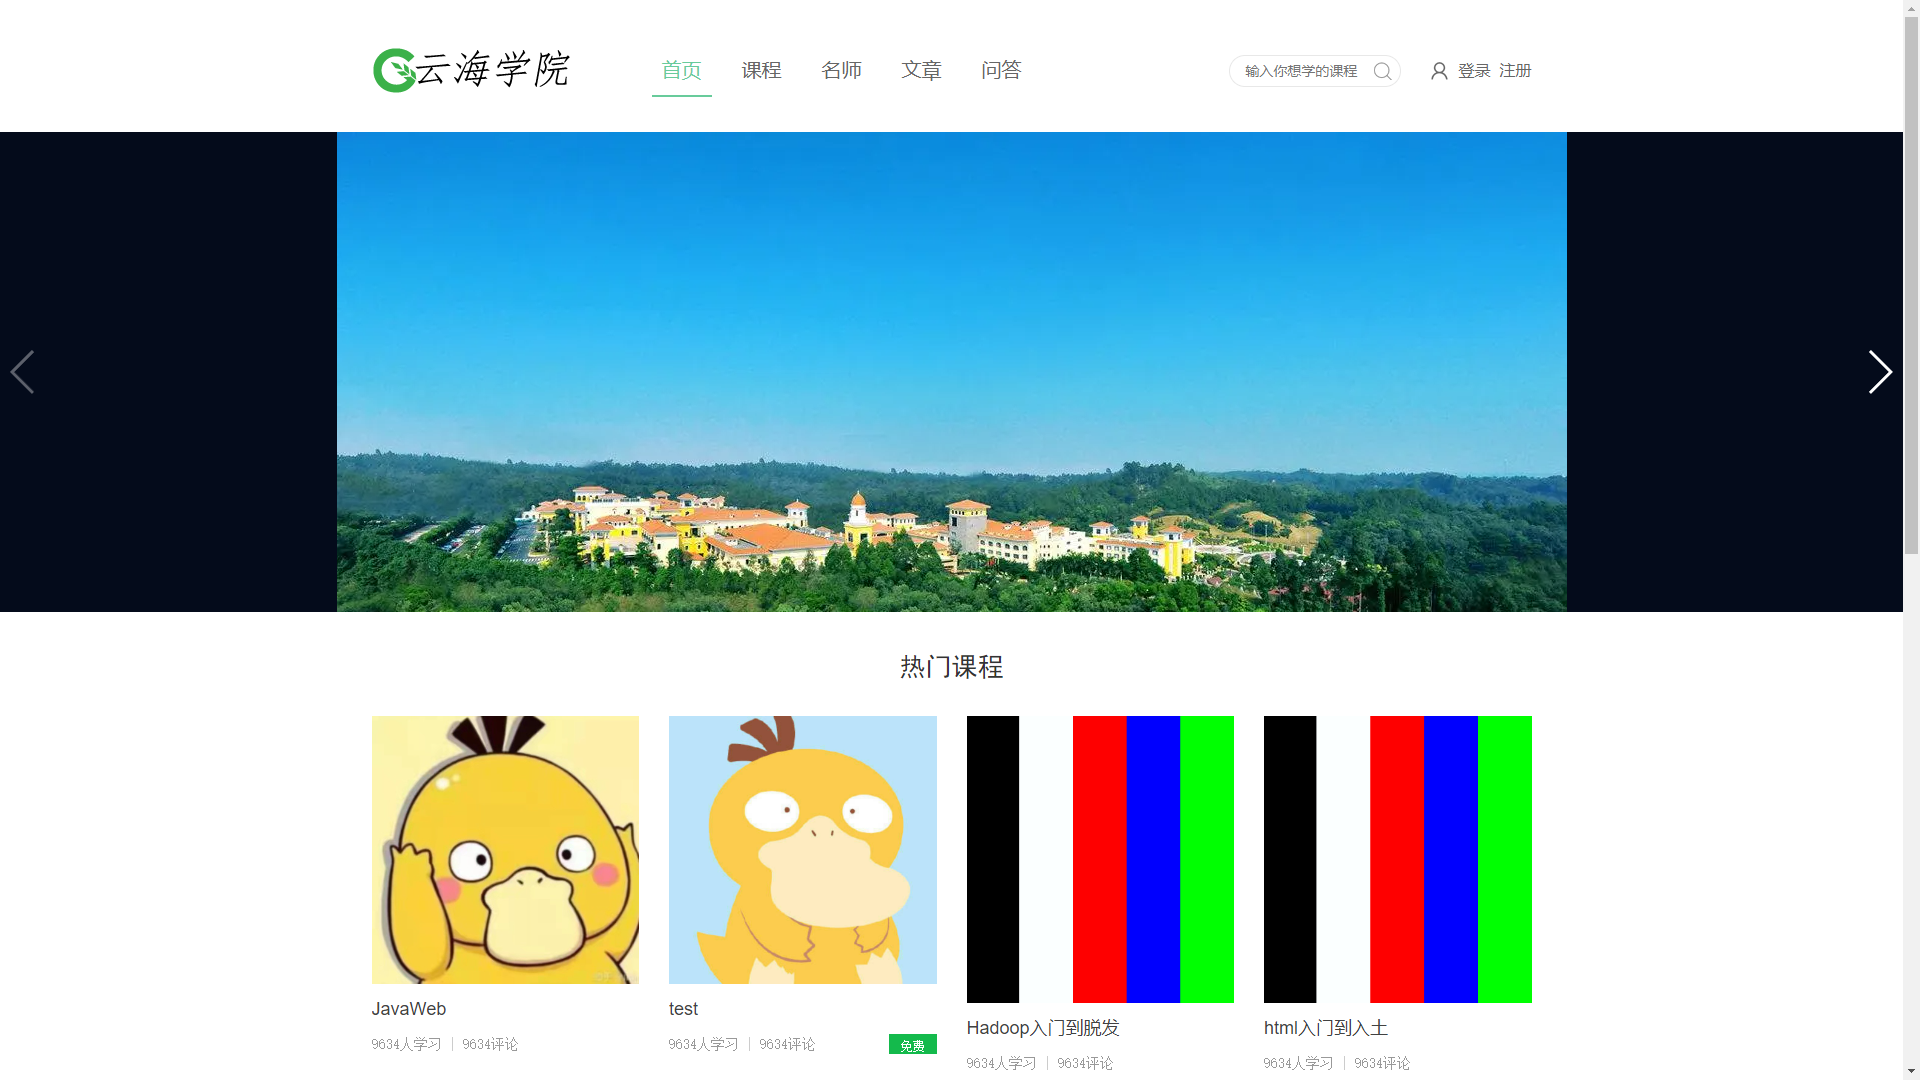 云海学院
首页 课程 名师 文章 问答
输入你想学的课程
登录 注册
热门课程
JavaWeb
9634人学习 | 9634评论
test
9634人学习 | 9634评论
免费
Hadoop入门到脱发
9634人学习 | 9634评论
html入门到入土
9634人学习 | 9634评论